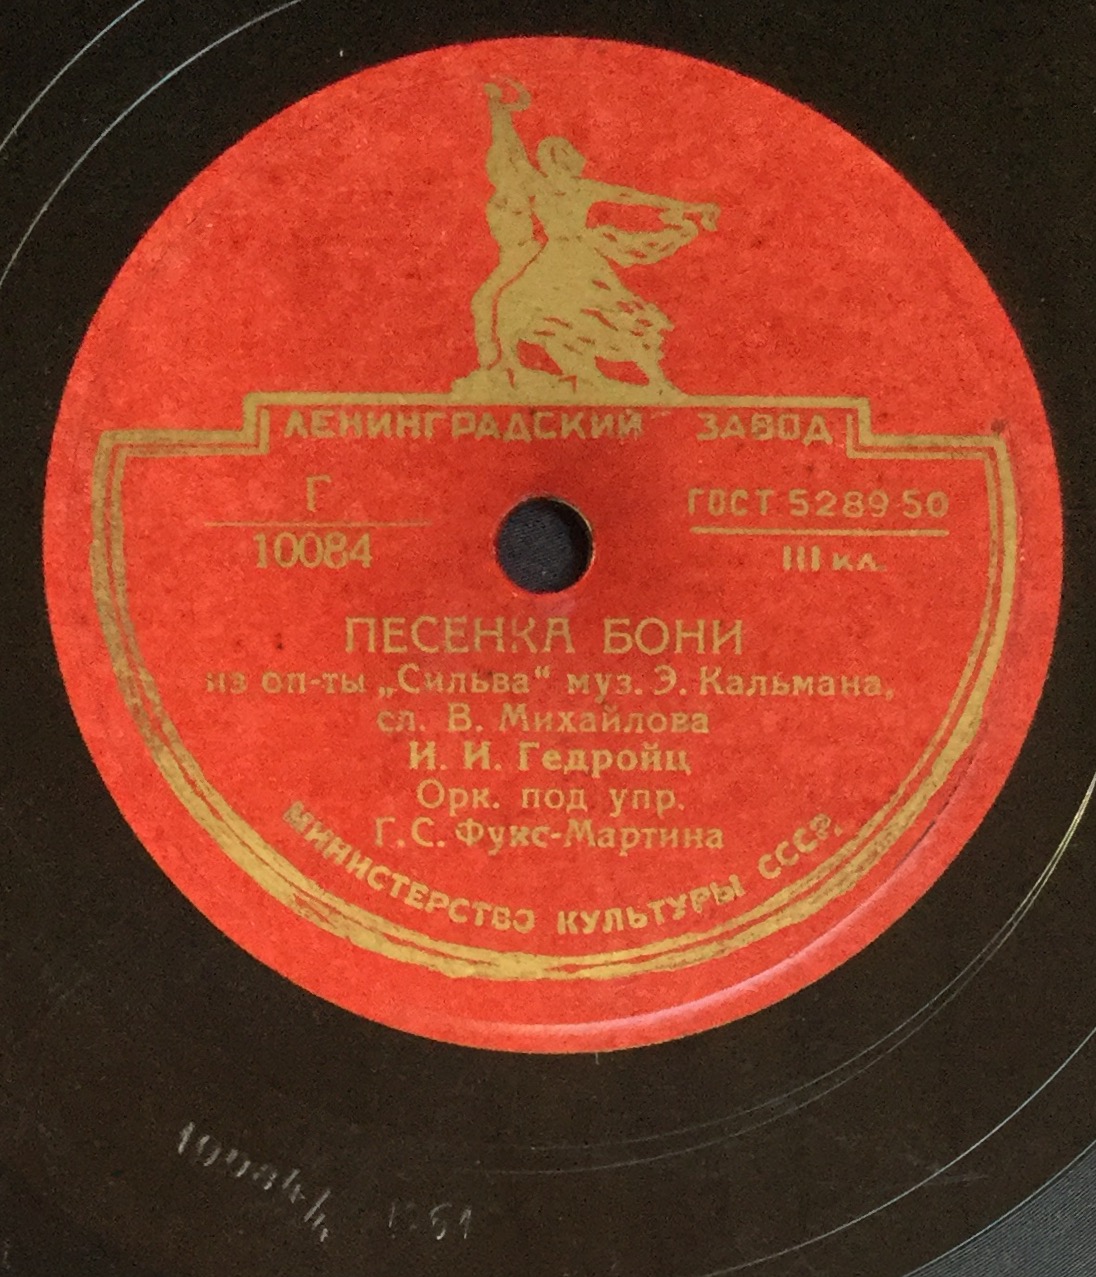 ЛЕНИНГРАДСКИЙ ЗАВОД
Г
10084
ГОСТ 5289-50
III кл.
ПЕСЕНКА БОНИ
из оп-ты „Сильва“ муз. Э. Кальмана,
сл. В. Михайлова
И. И. Гедройц
Орк. под упр.
Г. С. Фукс-Мартина
МИНИСТЕРСТВО КУЛЬТУРЫ СССР.